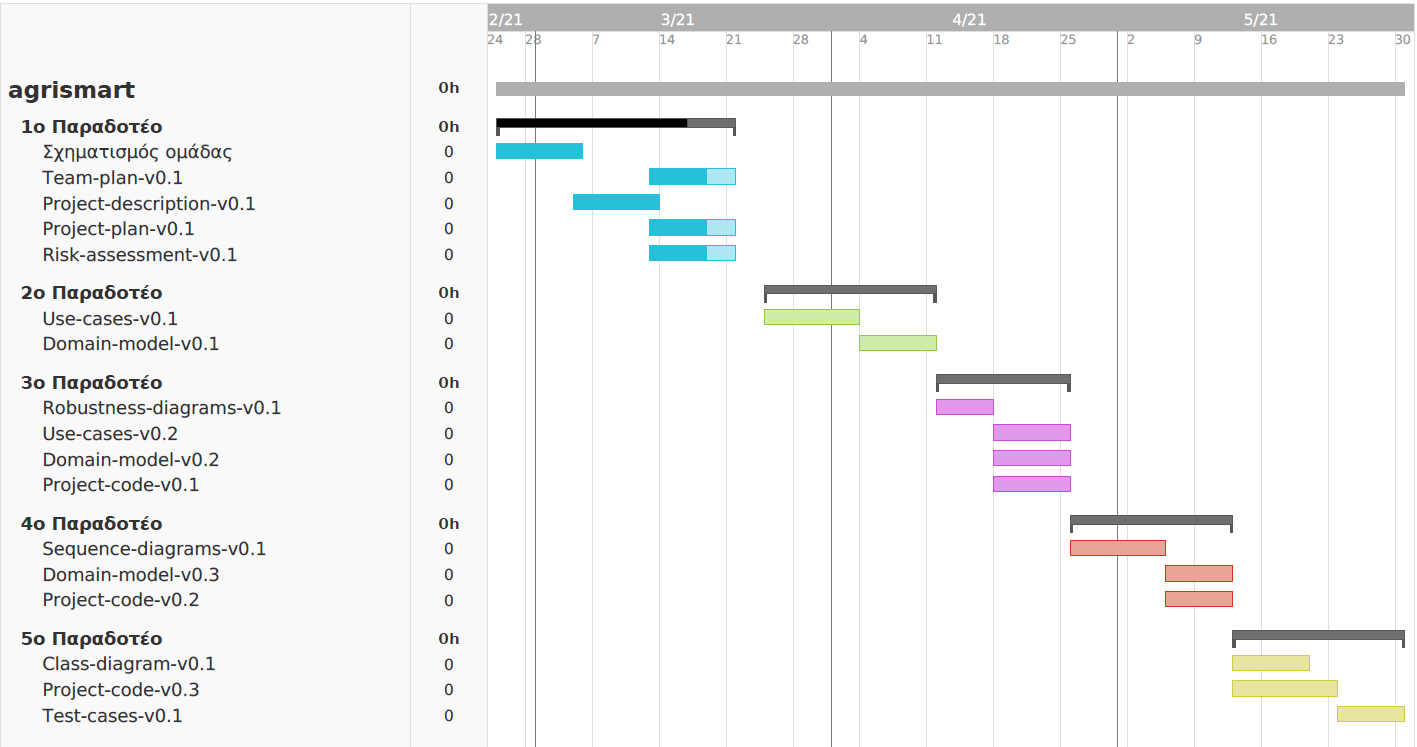 2/21 3/21 4/21 5/21
24 28 7 14 21 28 4 11 18 25 2 9 16 23 30
agrismart 0h
1ο Παραδοτέο 0h
Σχηματισμός ομάδας 0
Team-plan-v0.1 0
Project-description-v0.1 0
Project-plan-v0.1 0
Risk-assessment-v0.1 0
2ο Παραδοτέο 0h
Use-cases-v0.1 0
Domain-model-v0.1 0
3ο Παραδοτέο 0h
Robustness-diagrams-v0.1 0
Use-cases-v0.2 0
Domain-model-v0.2 0
Project-code-v0.1 0
4ο Παραδοτέο 0h
Sequence-diagrams-v0.1 0
Domain-model-v0.3 0
Project-code-v0.2 0
5ο Παραδοτέο 0h
Class-diagram-v0.1 0
Project-code-v0.3 0
Test-cases-v0.1 0